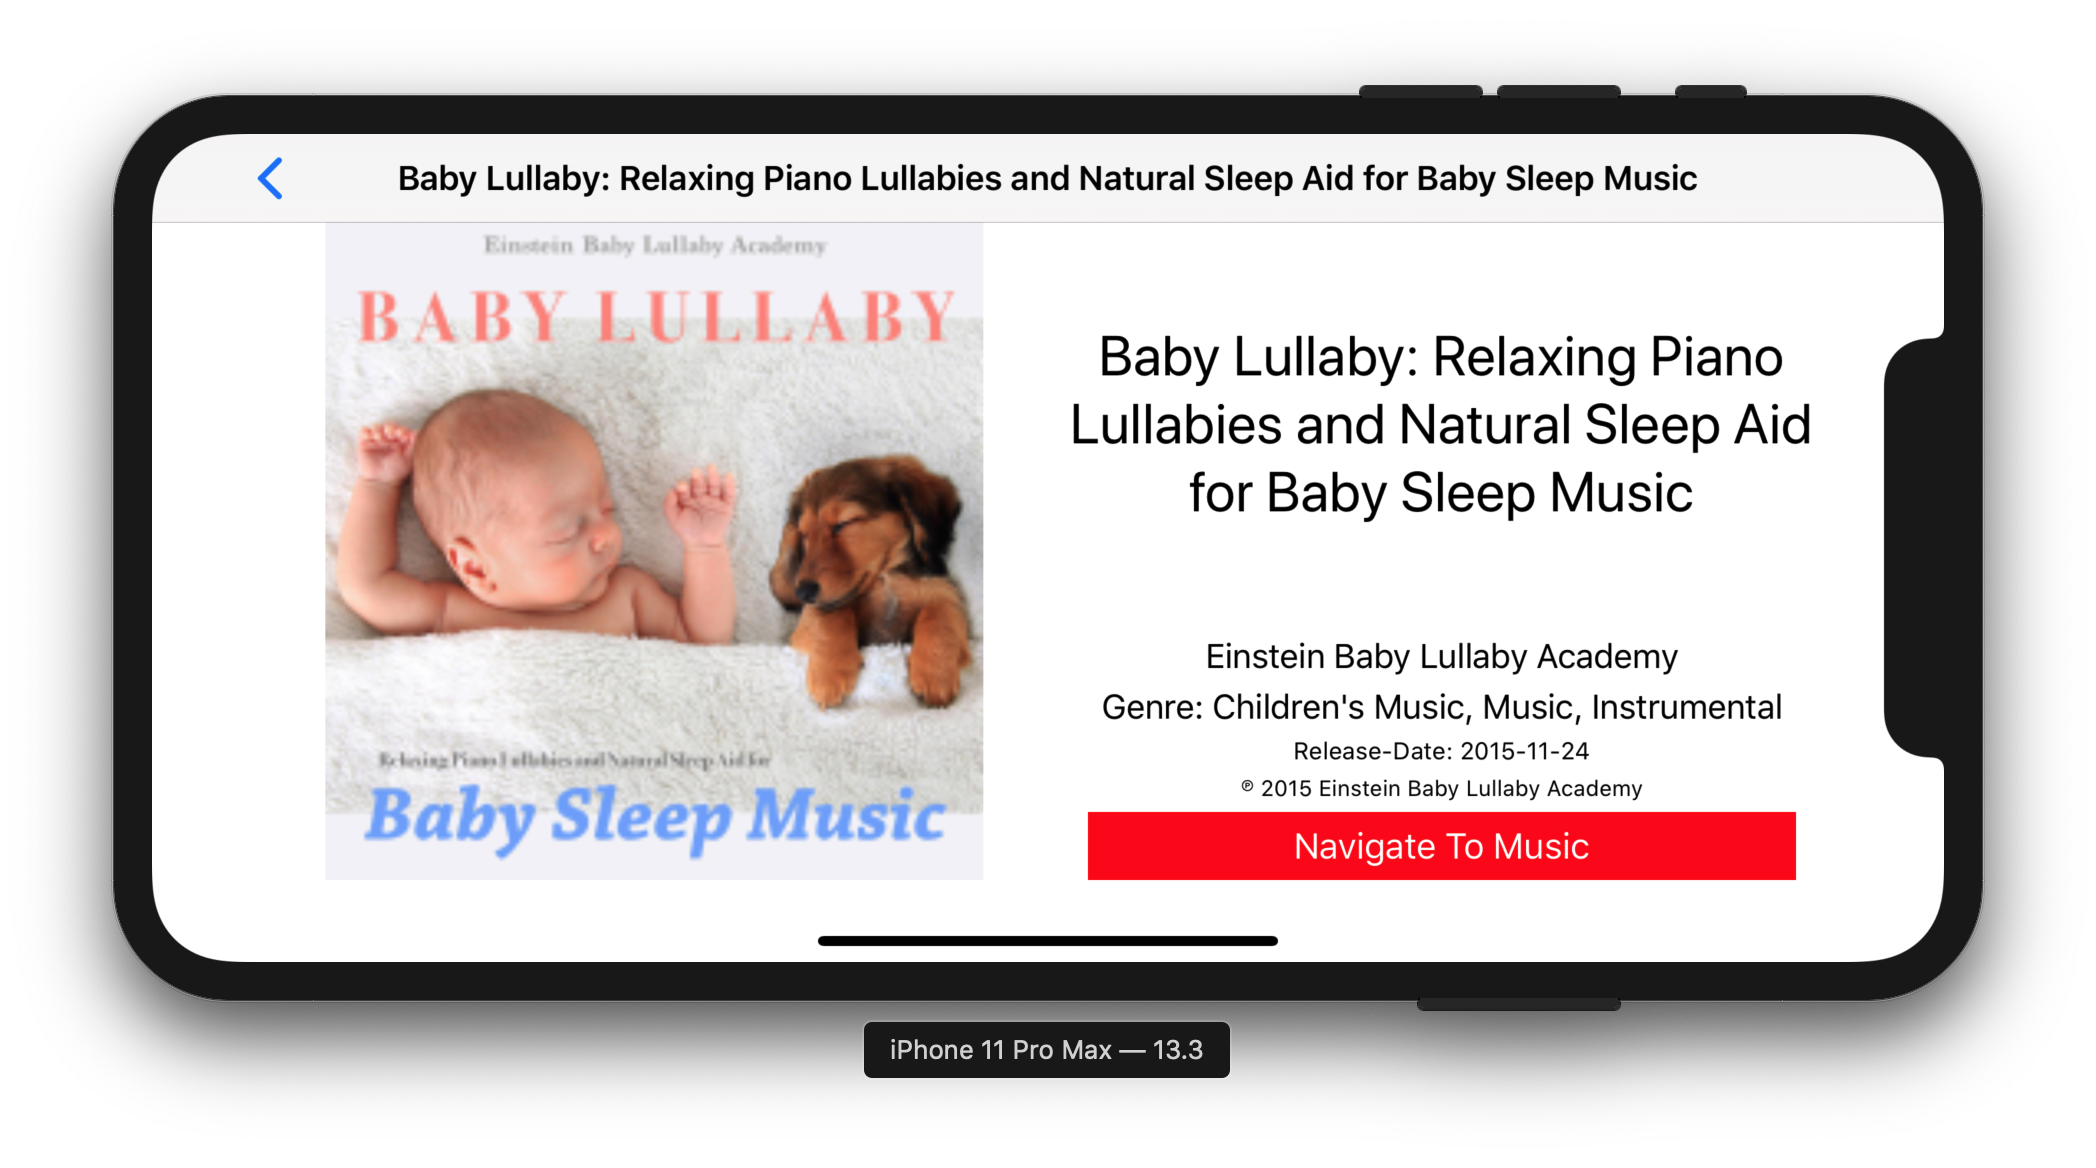 Baby Lullaby: Relaxing Piano Lullabies and Natural Sleep Aid for Baby Sleep Music
Einstein Baby Lullaby Academy
BABY LULLABY
Relaxing Piano Lullabies and Natural Sleep Aid for
Baby Sleep Music
Baby Lullaby: Relaxing Piano
Lullabies and Natural Sleep Aid
for Baby Sleep Music
Einstein Baby Lullaby Academy
Genre: Children's Music, Music, Instrumental
Release-Date: 2015-11-24
℗ 2015 Einstein Baby Lullaby Academy
Navigate To Music
iPhone 11 Pro Max — 13.3